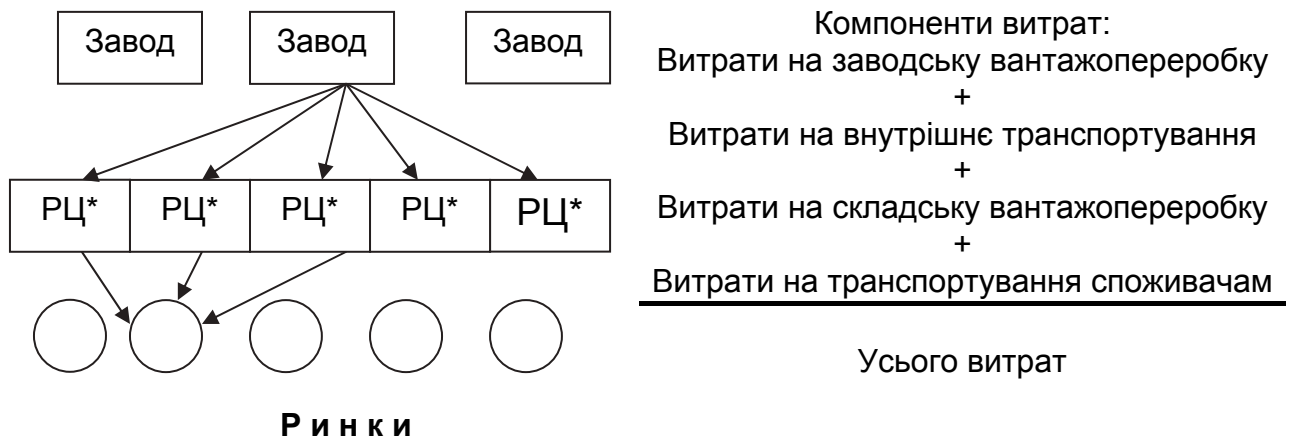 Завод Завод Завод
РЦ* РЦ* РЦ* РЦ* РЦ*
Ринки
Компоненти витрат:
Витрати на заводську вантажопереробку
+
Витрати на внутрішнє транспортування
+
Витрати на складську вантажопереробку
+
Витрати на транспортування споживачам
Усього витрат